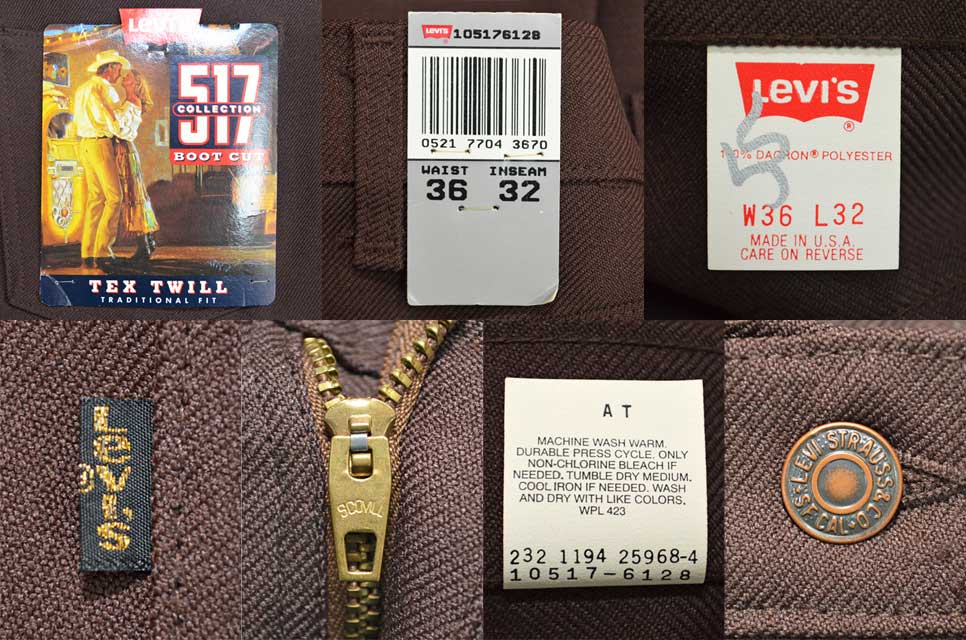 Levi's
517
COLLECTION
517
BOOT CUT
TEX TWILL
TRADITIONAL FIT
Levi's 105176128
0521 7704 3670
WAIST INSEAM
36 32
Levi's
®
100% DACRON® POLYESTER
W36 L32
MADE IN U.S.A.
CARE ON REVERSE
Levi's
®
SCOVILL
A T
MACHINE WASH WARM.
DURABLE PRESS CYCLE. ONLY
NON-CHLORINE BLEACH IF
NEEDED. TUMBLE DRY MEDIUM.
COOL IRON IF NEEDED. WASH
AND DRY WITH LIKE COLORS.
WPL 423
232 1194 25968-4
10517-6128
LEVI STRAUSS & CO. S.F. CAL.